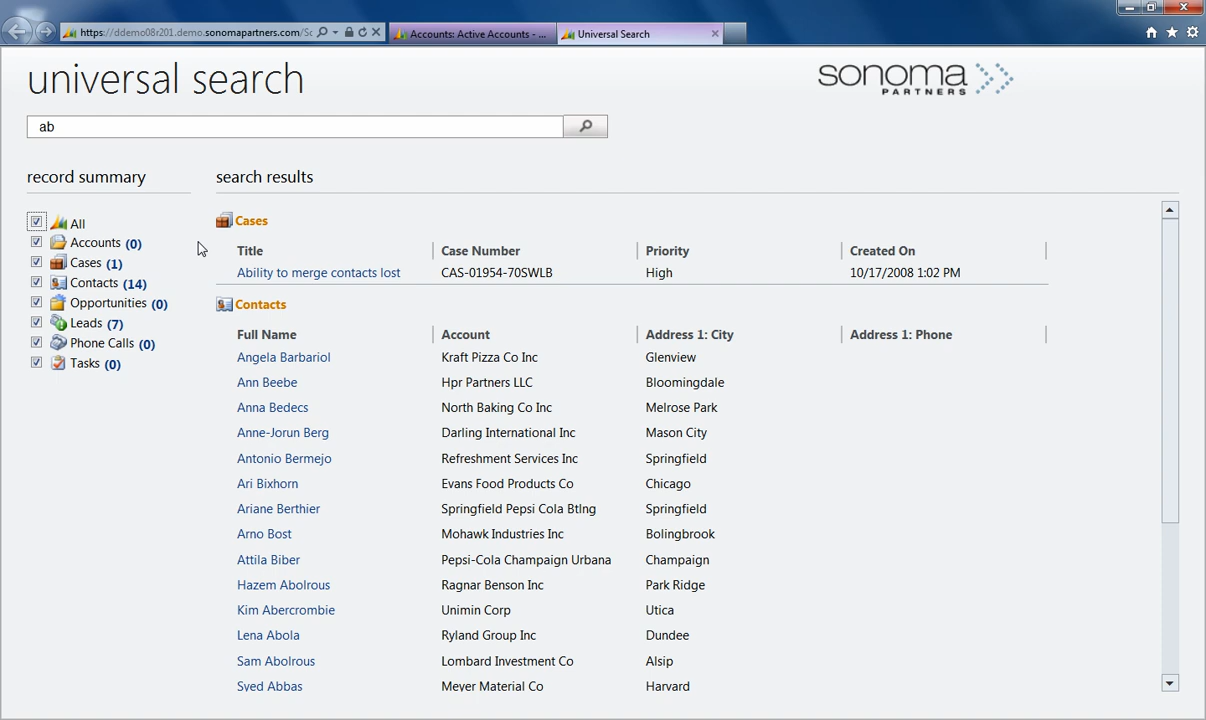 https://ddemo08r201.demo.sonomapartners.com/Sc
Accounts: Active Accounts - ...
Universal Search
universal search
sonoma
PARTNERS
ab
record summary
search results
All
Accounts (0)
Cases (1)
Contacts (14)
Opportunities (0)
Leads (7)
Phone Calls (0)
Tasks (0)
Cases
Title Case Number Priority Created On
Ability to merge contacts lost CAS-01954-70SWLB High 10/17/2008 1:02 PM
Contacts
Full Name Account Address 1: City Address 1: Phone
Angela Barbariol Kraft Pizza Co Inc Glenview
Ann Beebe Hpr Partners LLC Bloomingdale
Anna Bedecs North Baking Co Inc Melrose Park
Anne-Jorun Berg Darling International Inc Mason City
Antonio Bermejo Refreshment Services Inc Springfield
Ari Bixhorn Evans Food Products Co Chicago
Ariane Berthier Springfield Pepsi Cola Btlng Springfield
Arno Bost Mohawk Industries Inc Bolingbrook
Attila Biber Pepsi-Cola Champaign Urbana Champaign
Hazem Abolrous Ragnar Benson Inc Park Ridge
Kim Abercrombie Unimin Corp Utica
Lena Abola Ryland Group Inc Dundee
Sam Abolrous Lombard Investment Co Alsip
Syed Abbas Meyer Material Co Harvard